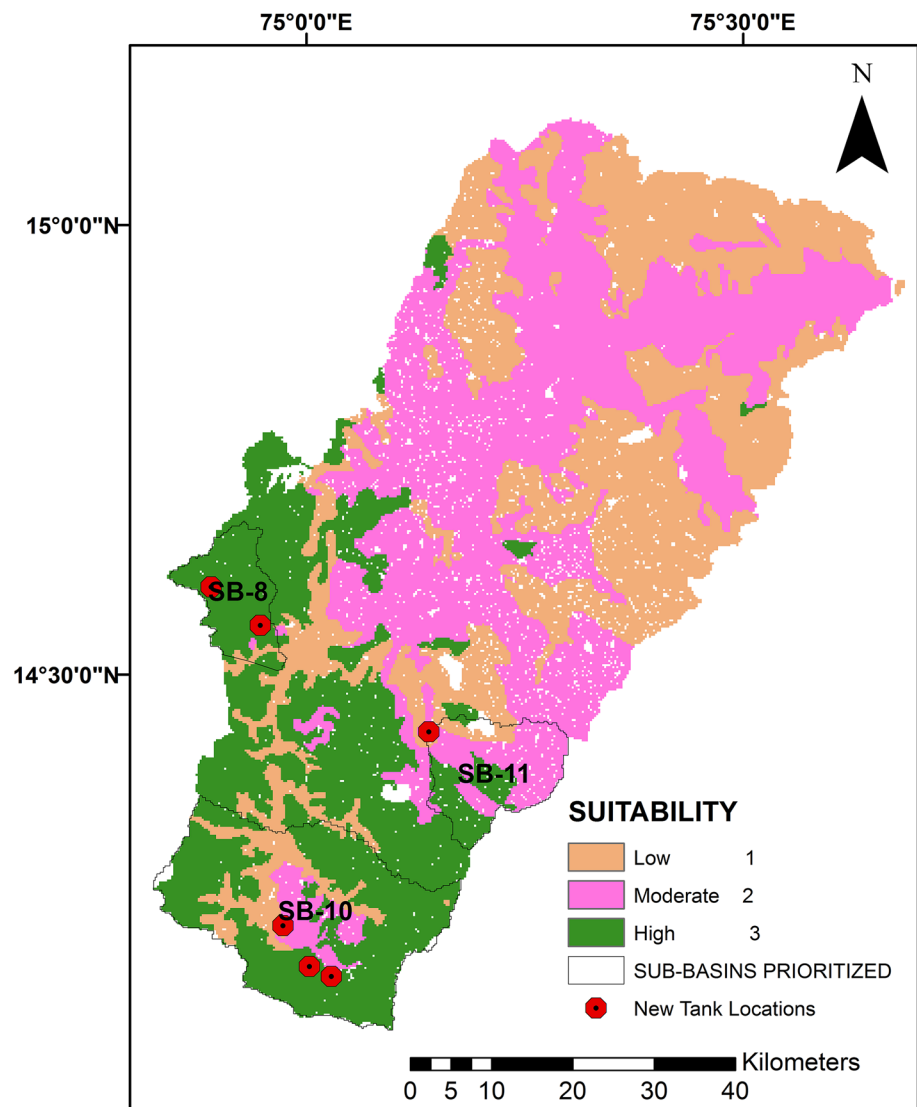 75°0'0"E
75°30'0"E
N
15°0'0"N
SB-8
14°30'0"N
SB-11
SB-10
SUITABILITY
Low 1
Moderate 2
High 3
SUB-BASINS PRIORITIZED
New Tank Locations
Kilometers
0 5 10 20 30 40